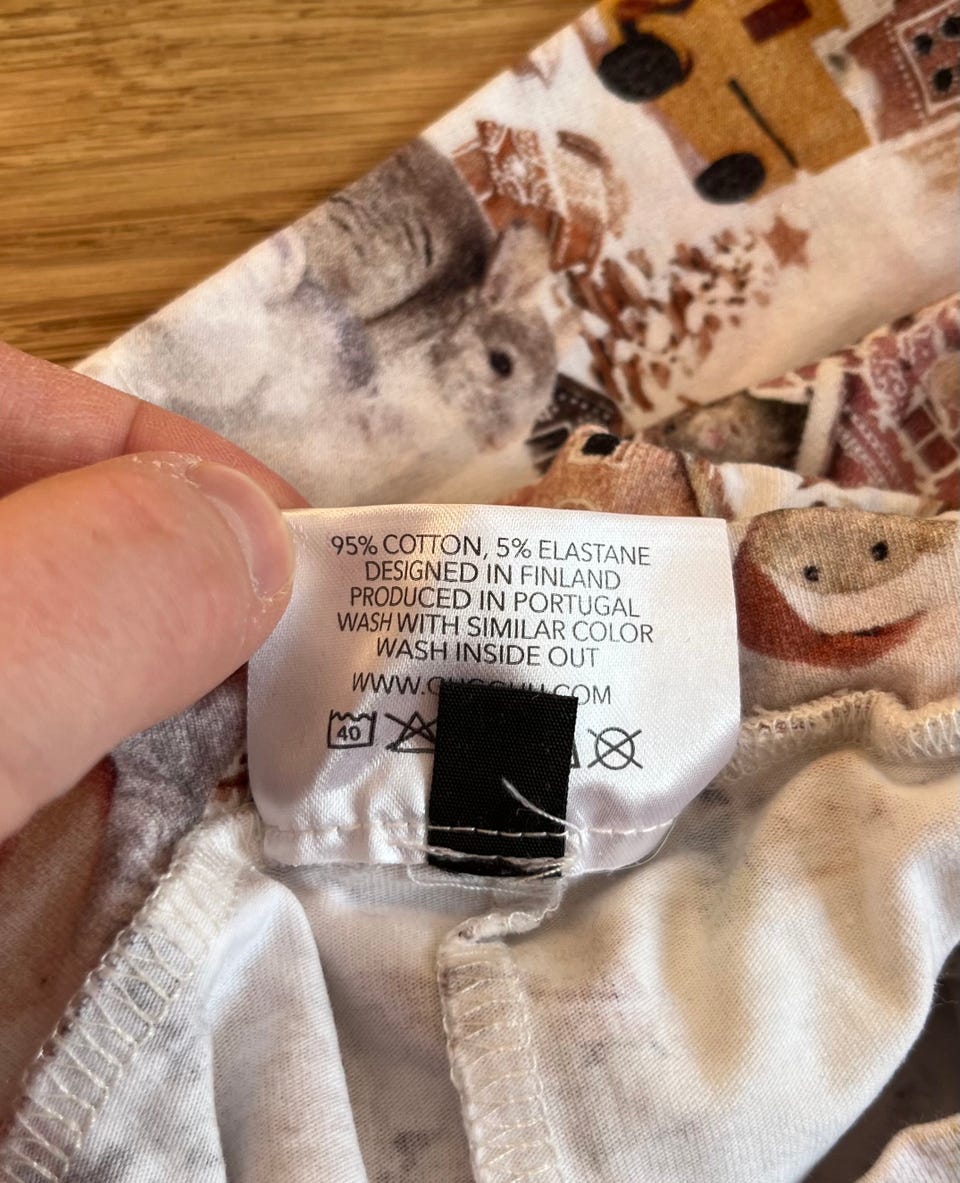 95% COTTON, 5% ELASTANE
DESIGNED IN FINLAND
PRODUCED IN PORTUGAL
WASH WITH SIMILAR COLOR
WASH INSIDE OUT
40